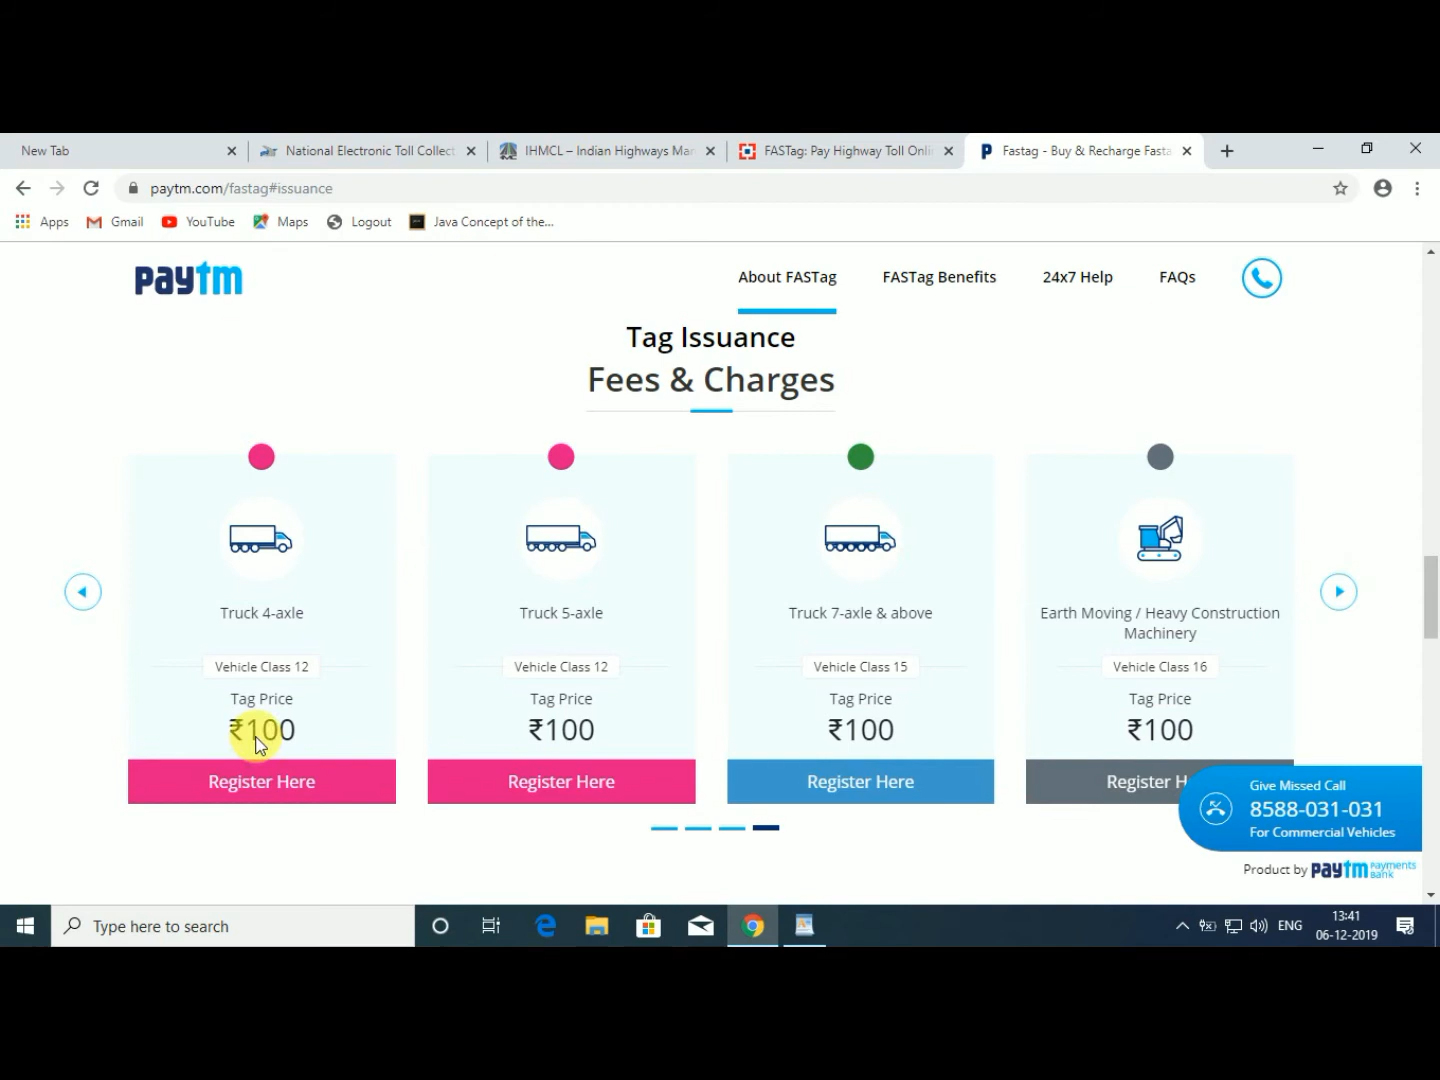 New Tab
National Electronic Toll Collect
IHMCL – Indian Highways Man
FASTag: Pay Highway Toll Onli
Fastag - Buy & Recharge Fasta
paytm.com/fastag#issuance
Apps
Gmail
YouTube
Maps
Logout
Java Concept of the...
paytm
About FASTag
FASTag Benefits
24x7 Help
FAQs
Tag Issuance
Fees & Charges
Truck 4-axle
Vehicle Class 12
Tag Price
₹100
Register Here
Truck 5-axle
Vehicle Class 12
Tag Price
₹100
Register Here
Truck 7-axle & above
Vehicle Class 15
Tag Price
₹100
Register Here
Earth Moving / Heavy Construction
Machinery
Vehicle Class 16
Tag Price
₹100
Register H
Give Missed Call
8588-031-031
For Commercial Vehicles
Product by paytm payments
bank
Type here to search
ENG
13:41
06-12-2019